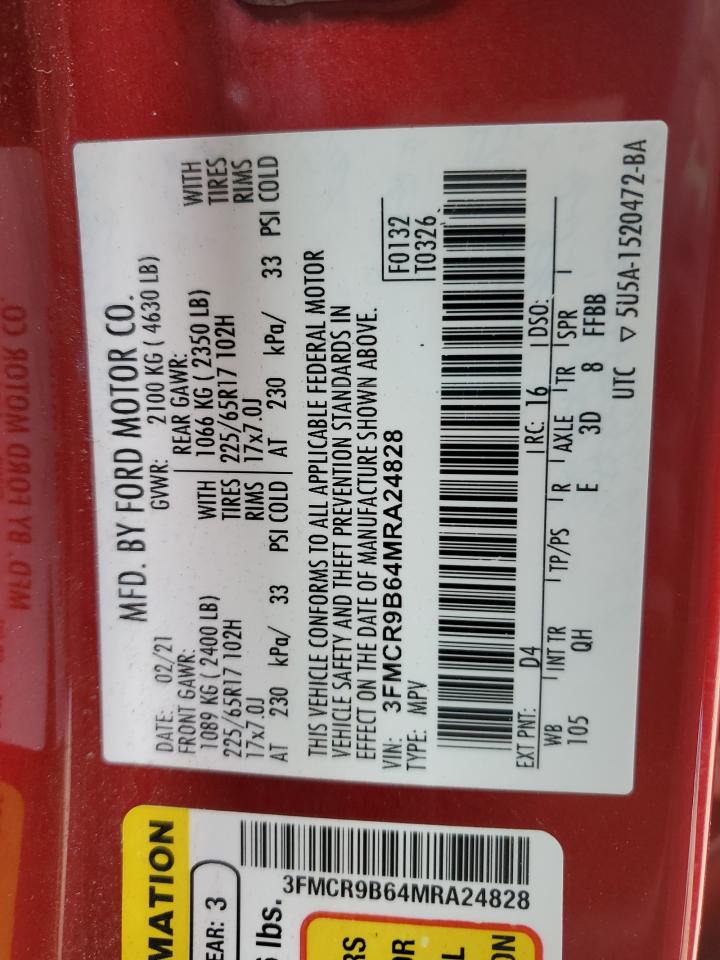 MFD. BY FORD MOTOR CO.
DATE: 02/21 GVWR: 2100 KG ( 4630 LB)
FRONT GAWR: REAR GAWR:
1089 KG ( 2400 LB) WITH 1066 KG ( 2350 LB) WITH
225/65R17 102H TIRES 225/65R17 102H TIRES
17x7.0J RIMS 17x7.0J RIMS
AT 230 kPa/ 33 PSI COLD AT 230 kPa/ 33 PSI COLD
THIS VEHICLE CONFORMS TO ALL APPLICABLE FEDERAL MOTOR
VEHICLE SAFETY AND THEFT PREVENTION STANDARDS IN
EFFECT ON THE DATE OF MANUFACTURE SHOWN ABOVE.
VIN: 3FMCR9B64MRA24828 F0132
TYPE: MPV T0326
EXT PNT: D4 RC: 16 DSO:
WB INT TR TP/PS R AXLE TR SPR
105 QH E 3D 8 FFBB
UTC ▽ 5U5A-1520472-BA
MATION
EAR: 3
lbs.
3FMCR9B64MRA24828
RS
OR
L
ON
MFD. BY FORD MOTOR CO.